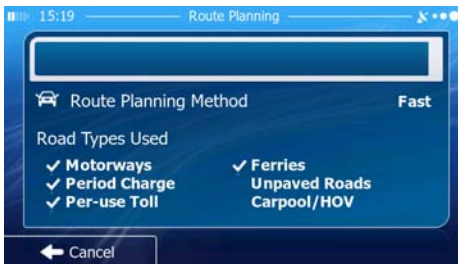 15:19 Route Planning
Route Planning Method Fast
Road Types Used
Motorways Ferries
Period Charge Unpaved Roads
Per-use Toll Carpool/HOV
Cancel